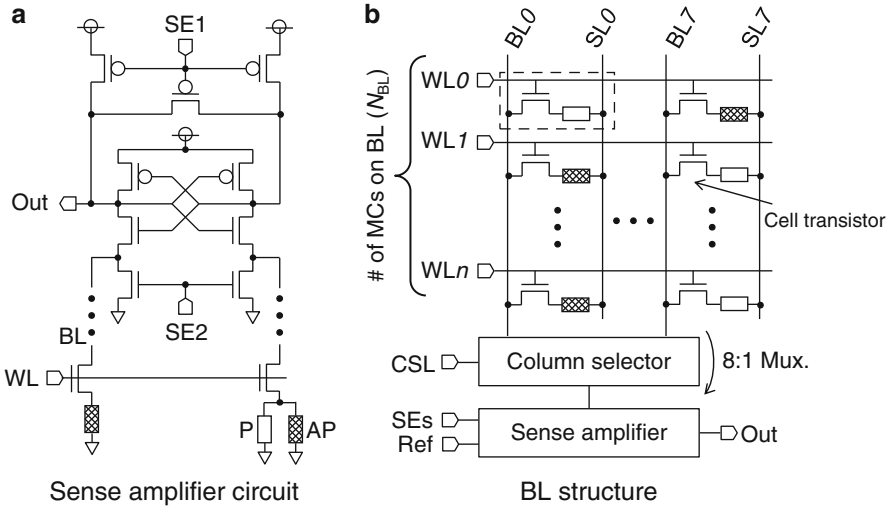 a
SE1
Out
SE2
BL
WL
P
AP
Sense amplifier circuit
b
BL0
SL0
BL7
SL7
# of MCs on BL (NBL)
WL0
WL1
WLn
Cell transistor
CSL
Column selector
8:1 Mux.
SEs
Ref
Sense amplifier
Out
BL structure